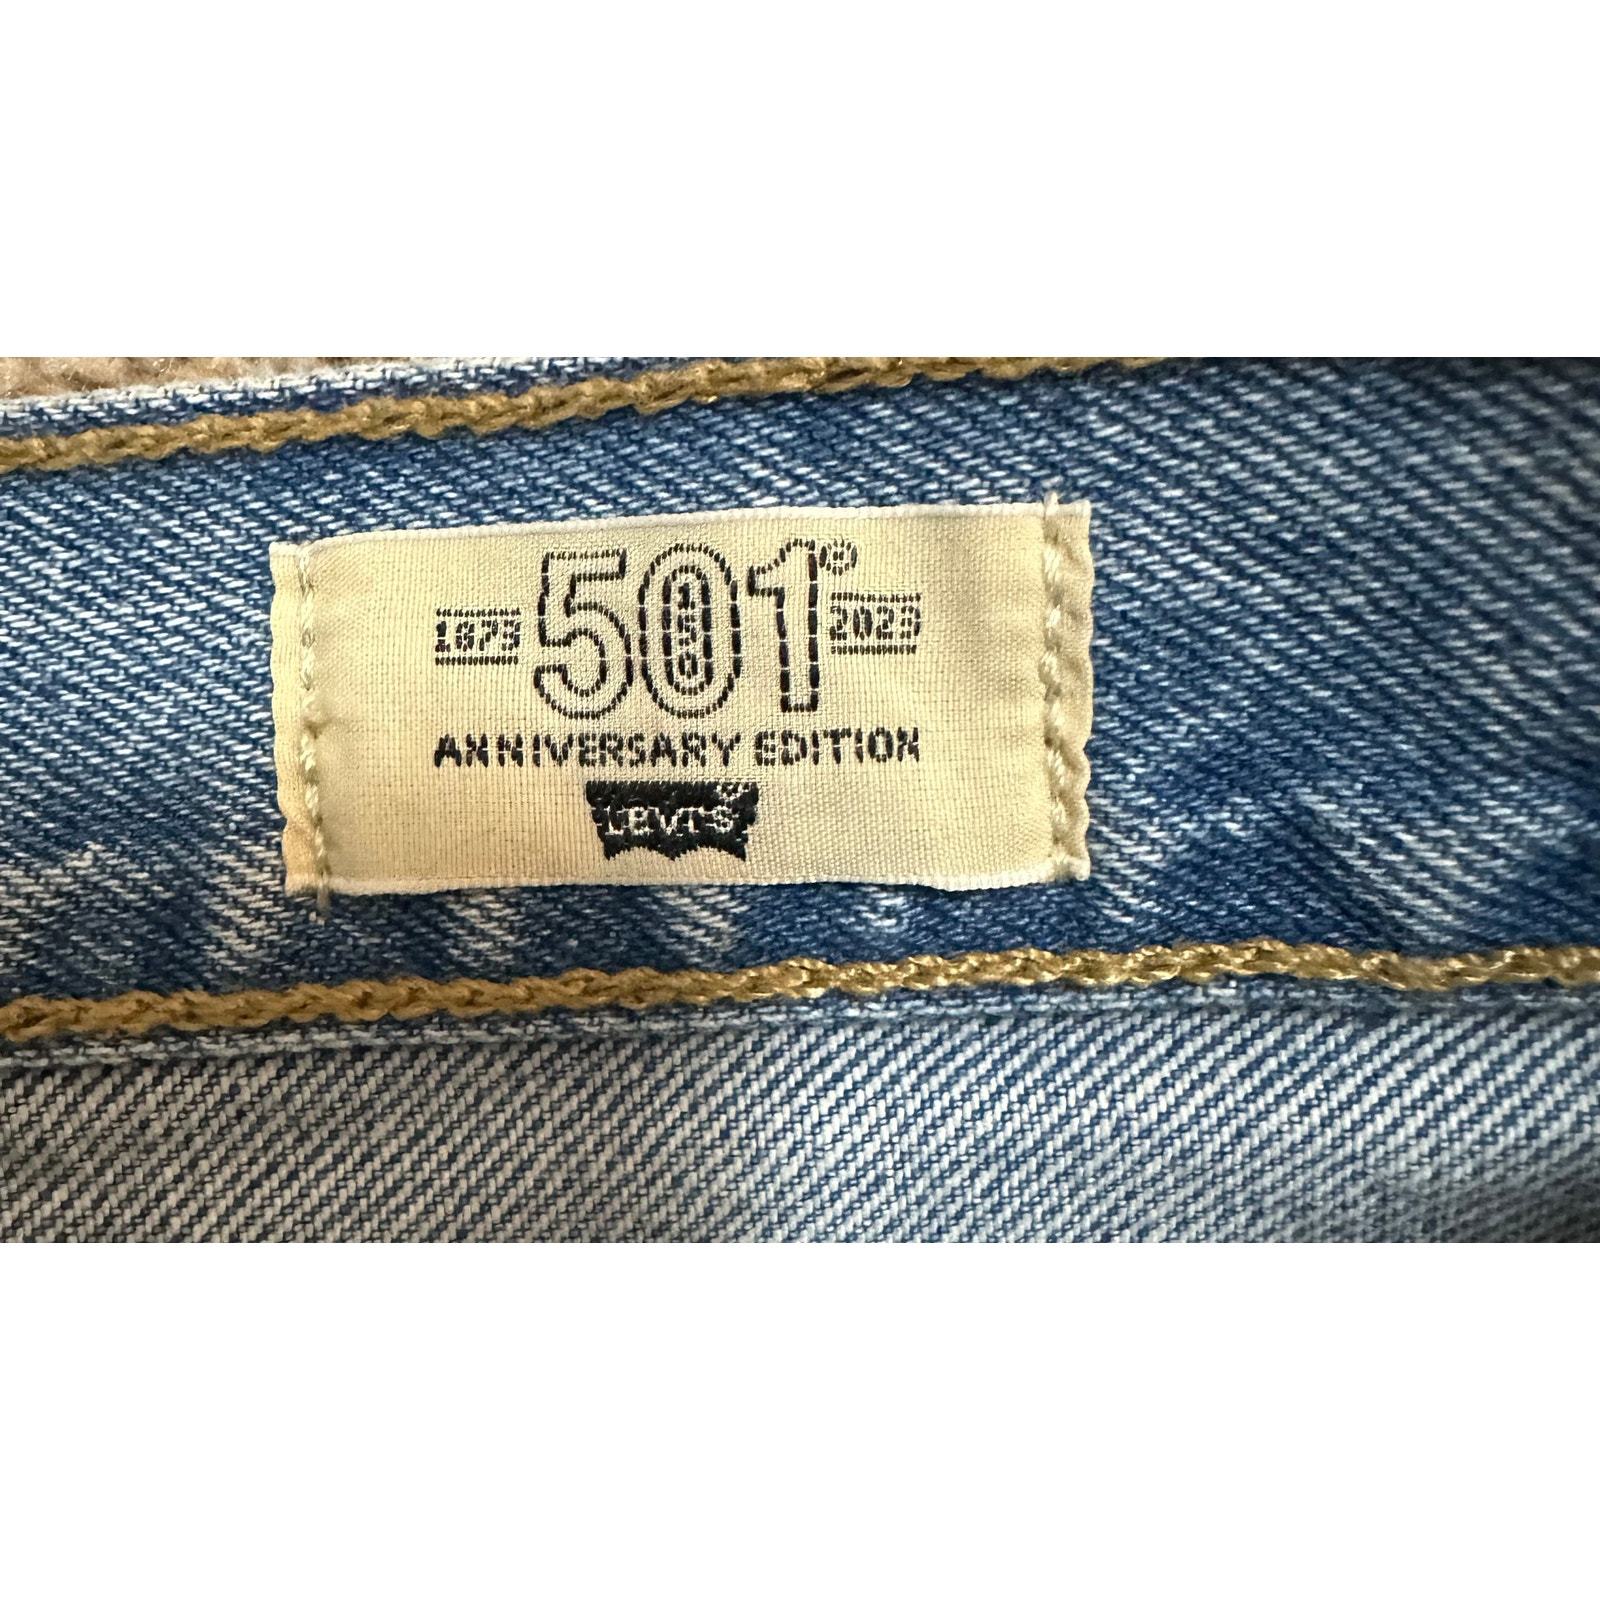 1873 501® 2023
150
ANNIVERSARY EDITION
LEVI'S